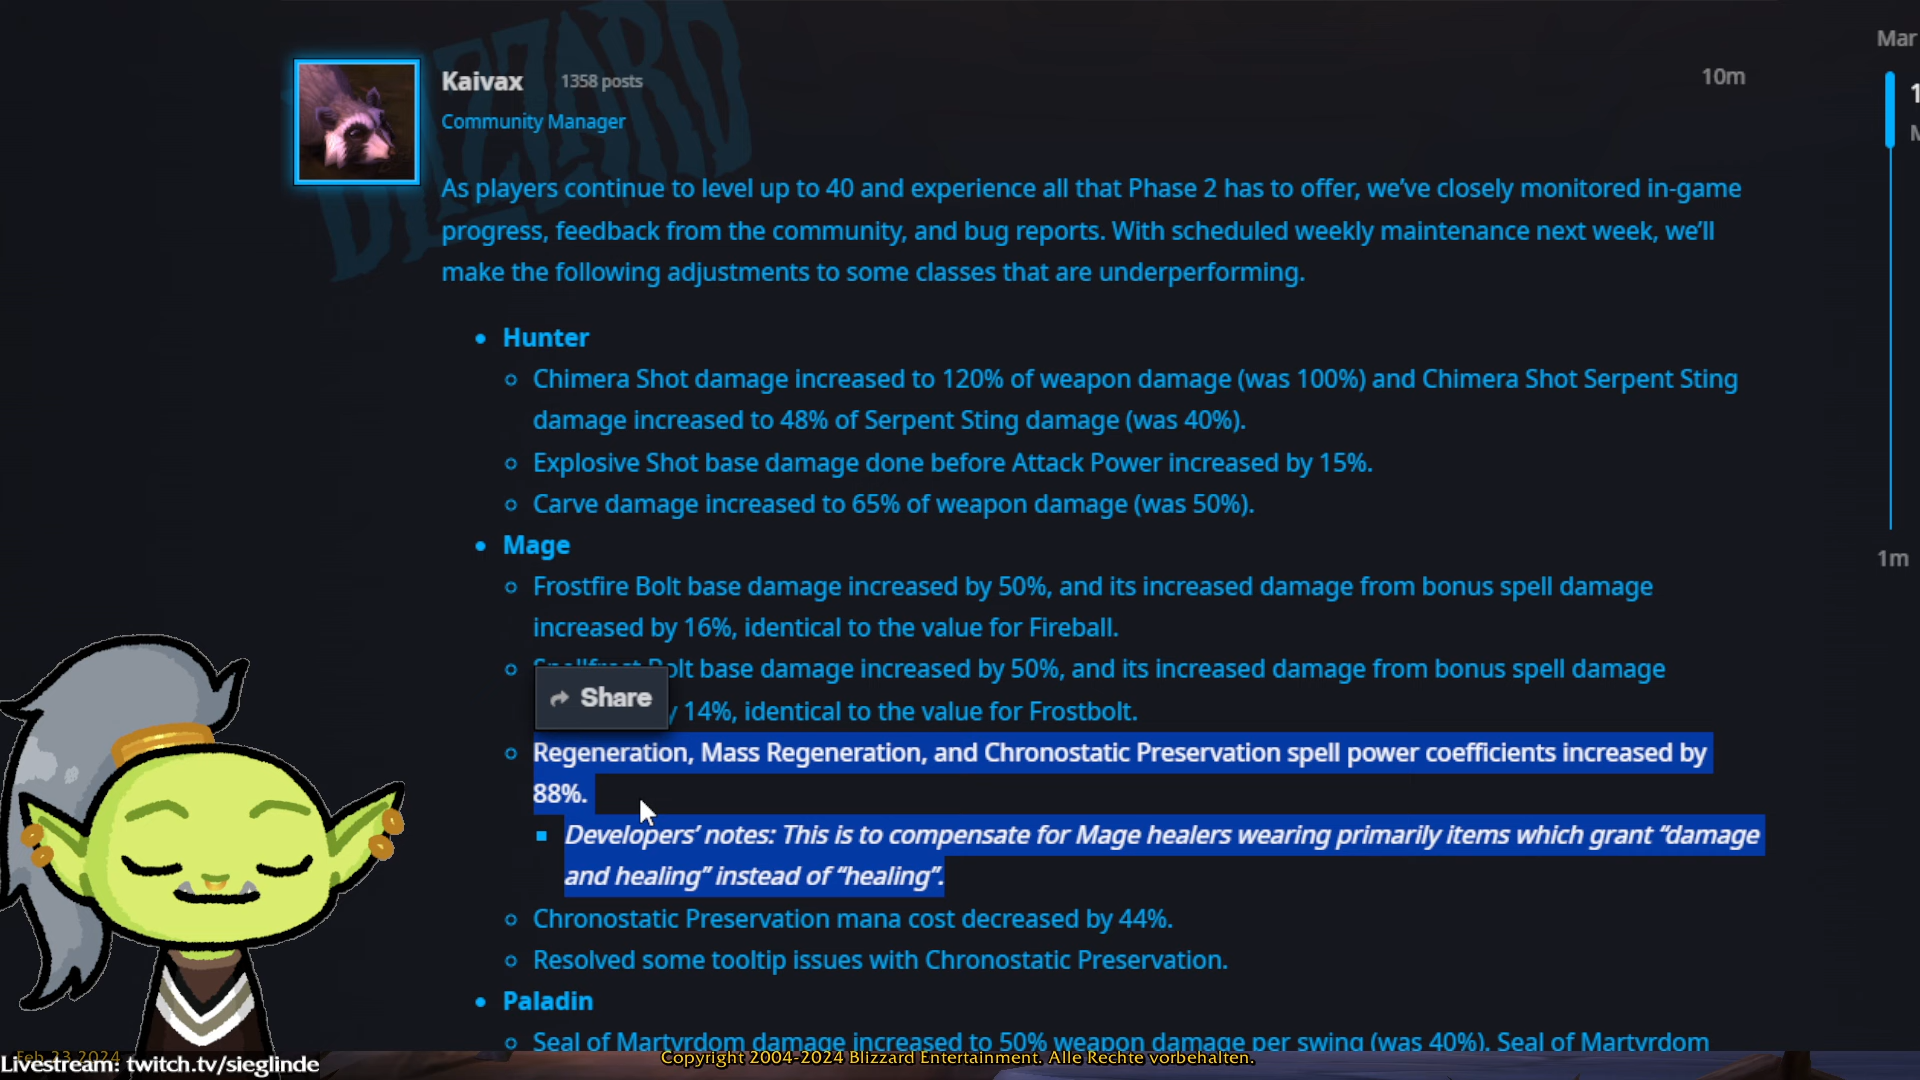 BLIZZARD
Kaivax 1358 posts 10m
Community Manager
Mar
As players continue to level up to 40 and experience all that Phase 2 has to offer, we’ve closely monitored in-game
progress, feedback from the community, and bug reports. With scheduled weekly maintenance next week, we’ll
make the following adjustments to some classes that are underperforming.
• Hunter
Chimera Shot damage increased to 120% of weapon damage (was 100%) and Chimera Shot Serpent Sting
damage increased to 48% of Serpent Sting damage (was 40%).
Explosive Shot base damage done before Attack Power increased by 15%.
Carve damage increased to 65% of weapon damage (was 50%).
• Mage
1m
Frostfire Bolt base damage increased by 50%, and its increased damage from bonus spell damage
increased by 16%, identical to the value for Fireball.
Bolt base damage increased by 50%, and its increased damage from bonus spell damage
Share
14%, identical to the value for Frostbolt.
Regeneration, Mass Regeneration, and Chronostatic Preservation spell power coefficients increased by
88%.
Developers’ notes: This is to compensate for Mage healers wearing primarily items which grant “damage
and healing” instead of “healing”.
Chronostatic Preservation mana cost decreased by 44%.
Resolved some tooltip issues with Chronostatic Preservation.
• Paladin
Seal of Martyrdom damage increased to 50% weapon damage per swing (was 40%). Seal of Martyrdom
Feb 23 2024
Livestream: twitch.tv/sieglinde
Copyright 2004-2024 Blizzard Entertainment. Alle Rechte vorbehalten.